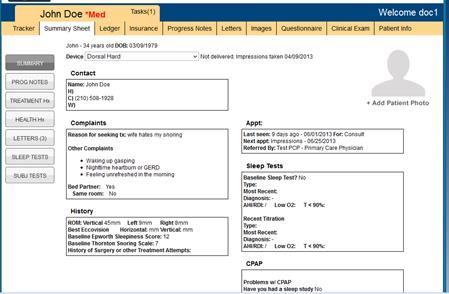 John Doe *Med Tasks(1) Welcome doc1
Tracker Summary Sheet Ledger Insurance Progress Notes Letters Images Questionnaire Clinical Exam Patient Info
John - 34 years old DOB: 03/09/1979
Device Dorsal Hard Not delivered, Impressions taken 04/09/2013
SUMMARY
PROG NOTES
TREATMENT Hx
HEALTH Hx
LETTERS (3)
SLEEP TESTS
SUBJ TESTS
Contact
Name: John Doe
H)
C) (210) 508-1928
W)
+ Add Patient Photo
Complaints
Reason for seeking tx: wife hates my snoring
Other Complaints
Waking up gasping
Nighttime heartburn or GERD
Feeling unrefreshed in the morning
Bed Partner: Yes
Same room: No
History
ROM: Vertical 45mm Left 9mm Right 8mm
Best Eccovision Horizontal: mm Vertical: mm
Baseline Epworth Sleepiness Score: 12
Baseline Thornton Snoring Scale: 7
History of Surgery or other Treatment Attempts:
Appt:
Last seen: 9 days ago - 06/01/2013 For: Consult
Next appt: Impressions - 06/25/2013
Referred By: Test PCP - Primary Care Physician
Sleep Tests
Baseline Sleep Test? No
Type:
Most Recent:
Diagnosis: -
AHI/RDI: / Low O2: T < 90%:
Recent Titration
Type:
Most Recent:
Diagnosis: -
AHI/RDI: / Low O2: T < 90%:
CPAP
Problems w/ CPAP
Have you had a sleep study No